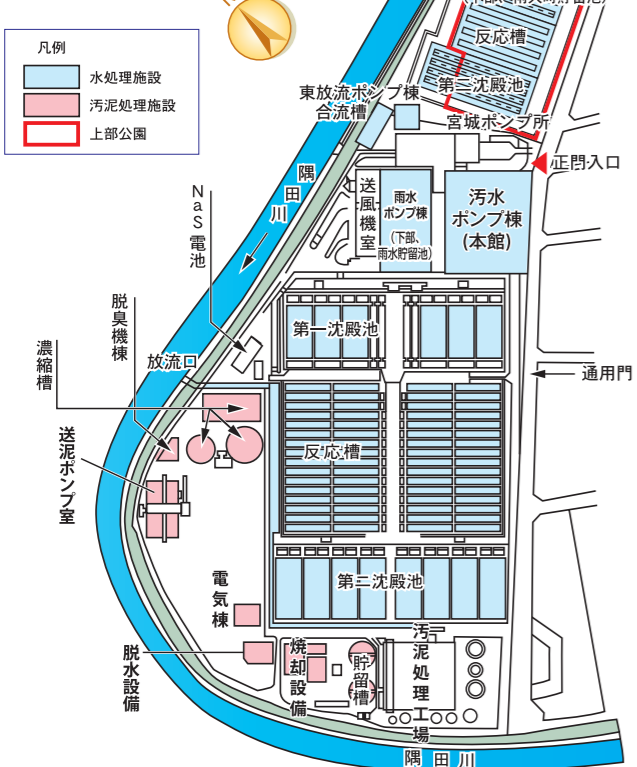 凡例
水処理施設
汚泥処理施設
上部公園
反応槽
第二沈殿池
東放流ポンプ棟
合流槽
宮城ポンプ所
正門入口
隅田川
送風機室
雨水
ポンプ棟
(下部、
雨水貯留池)
汚水
ポンプ棟
(本館)
NaS電池
脱臭機棟
濃縮槽
放流口
第一沈殿池
通用門
反応槽
送泥ポンプ室
第二沈殿池
電気棟
脱水設備
焼却設備
貯留槽
汚泥処理工場
隅田川